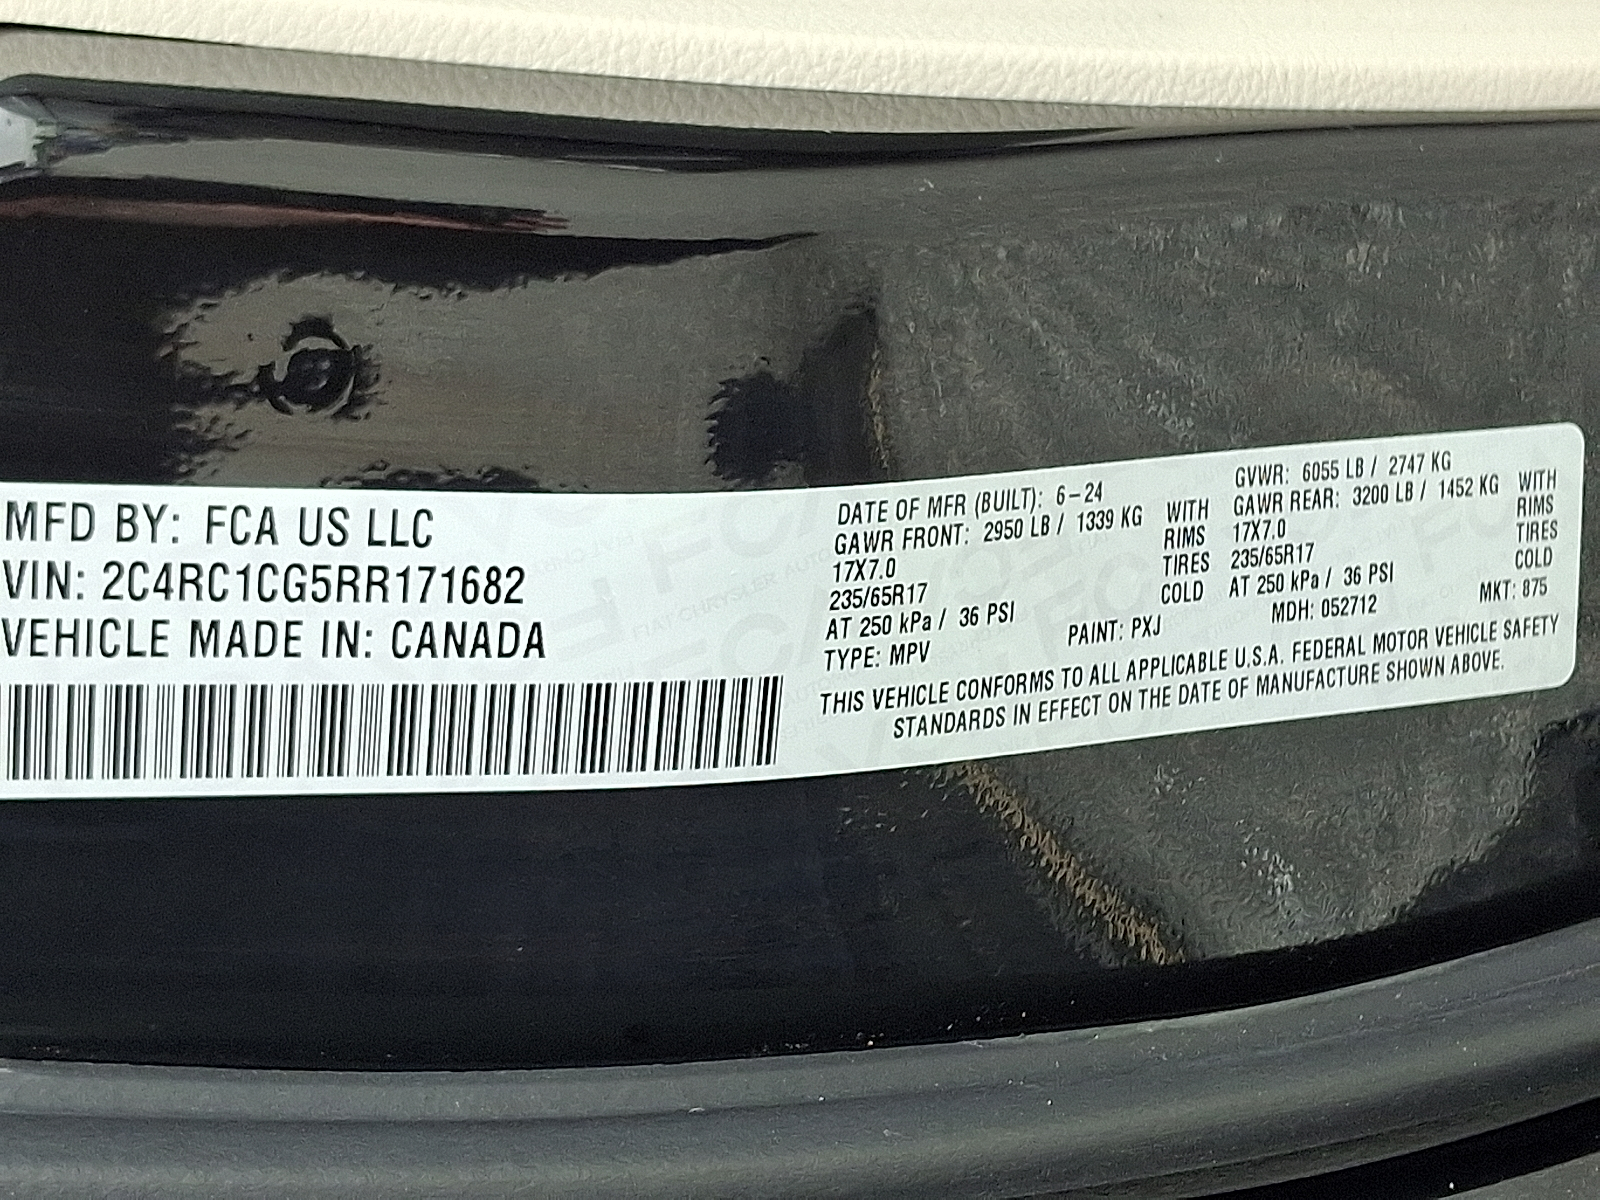 MFD BY: FCA US LLC
VIN: 2C4RC1CG5RR171682
VEHICLE MADE IN: CANADA
DATE OF MFR (BUILT): 6-24 GVWR: 6055 LB / 2747 KG
GAWR FRONT: 2950 LB / 1339 KG WITH GAWR REAR: 3200 LB / 1452 KG WITH
17X7.0 RIMS 17X7.0 RIMS
235/65R17 TIRES 235/65R17 TIRES
AT 250 kPa / 36 PSI COLD AT 250 kPa / 36 PSI COLD
TYPE: MPV PAINT: PXJ MDH: 052712 MKT: 875
THIS VEHICLE CONFORMS TO ALL APPLICABLE U.S.A. FEDERAL MOTOR VEHICLE SAFETY
STANDARDS IN EFFECT ON THE DATE OF MANUFACTURE SHOWN ABOVE.